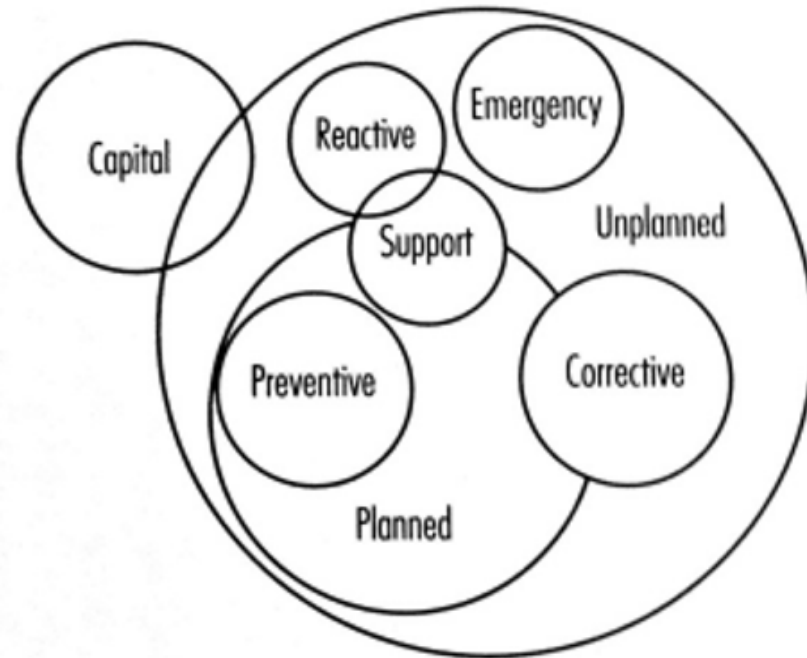 Emergency
Reactive
Capital
Unplanned
Support
Corrective
Preventive
Planned